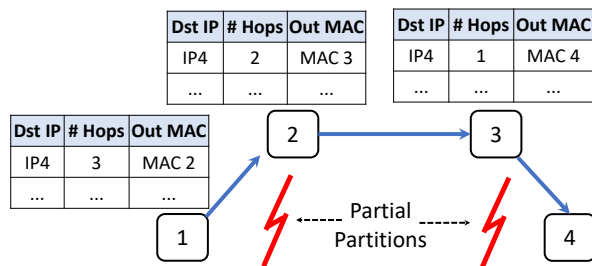 Dst IP # Hops Out MAC
IP4 2 MAC 3
... ... ...
Dst IP # Hops Out MAC
IP4 1 MAC 4
... ... ...
Dst IP # Hops Out MAC
IP4 3 MAC 2
... ... ...
2
3
Partial
Partitions
1
4